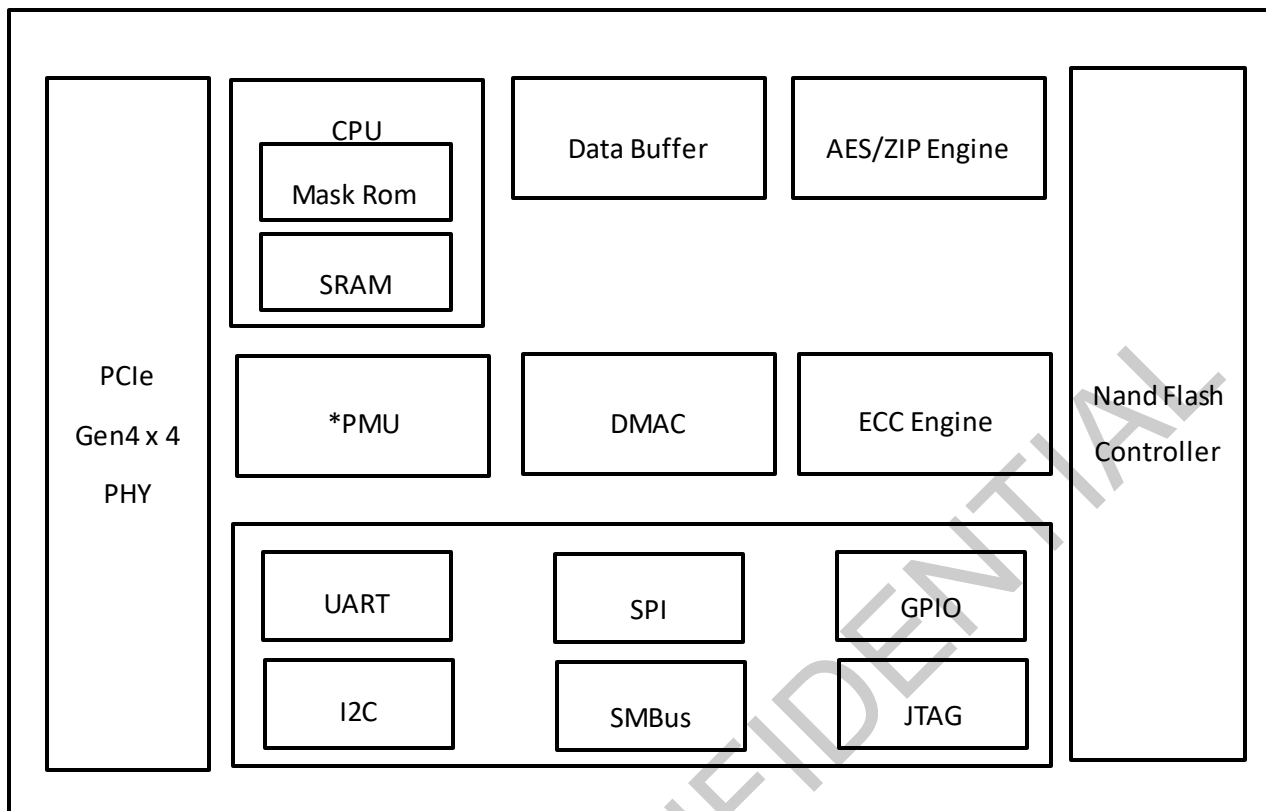 CPU
Mask Rom
SRAM
Data Buffer
AES/ZIP Engine
PCIe
Gen4 x 4
PHY
*PMU
DMAC
ECC Engine
Nand Flash
Controller
UART
SPI
GPIO
I2C
SMBus
JTAG
FIDENTIAL